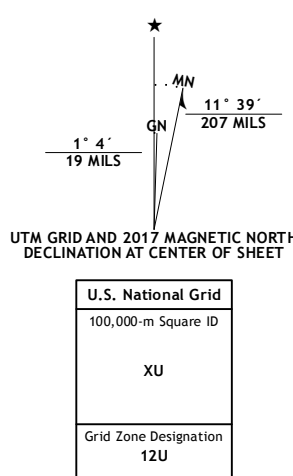 ★
MN
GN
11° 39´
207 MILS
1° 4´
19 MILS
UTM GRID AND 2017 MAGNETIC NORTH
DECLINATION AT CENTER OF SHEET
U.S. National Grid
100,000-m Square ID
XU
Grid Zone Designation
12U